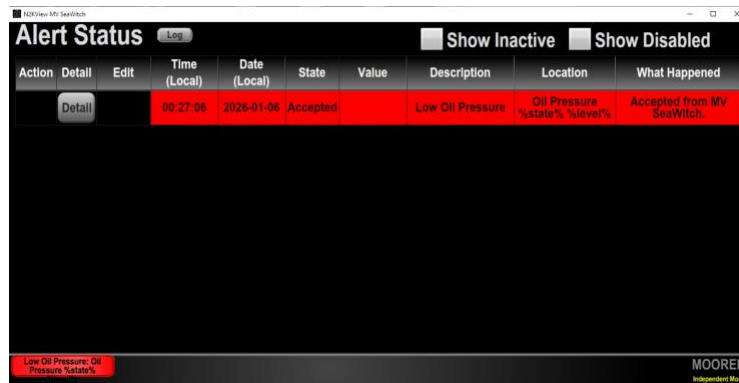 N2KView MV SeaWitch
Alert Status Log Show Inactive Show Disabled
Action Detail Edit Time (Local) Date (Local) State Value Description Location What Happened
Detail 00:27:06 2026-01-06 Accepted Low Oil Pressure Oil Pressure %state% %level% Accepted from MV SeaWitch.
Low Oil Pressure: Oil
Pressure %state%
MOORE
Independent Mo